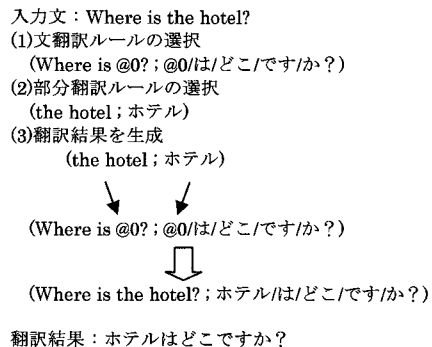 入力文：Where is the hotel?
(1)文翻訳ルールの選択
(Where is @0?；@0/は/どこ/です/か？)
(2)部分翻訳ルールの選択
(the hotel；ホテル)
(3)翻訳結果を生成
(the hotel；ホテル)
(Where is @0?；@0/は/どこ/です/か？)
(Where is the hotel?；ホテル/は/どこ/です/か？)
翻訳結果：ホテルはどこですか？